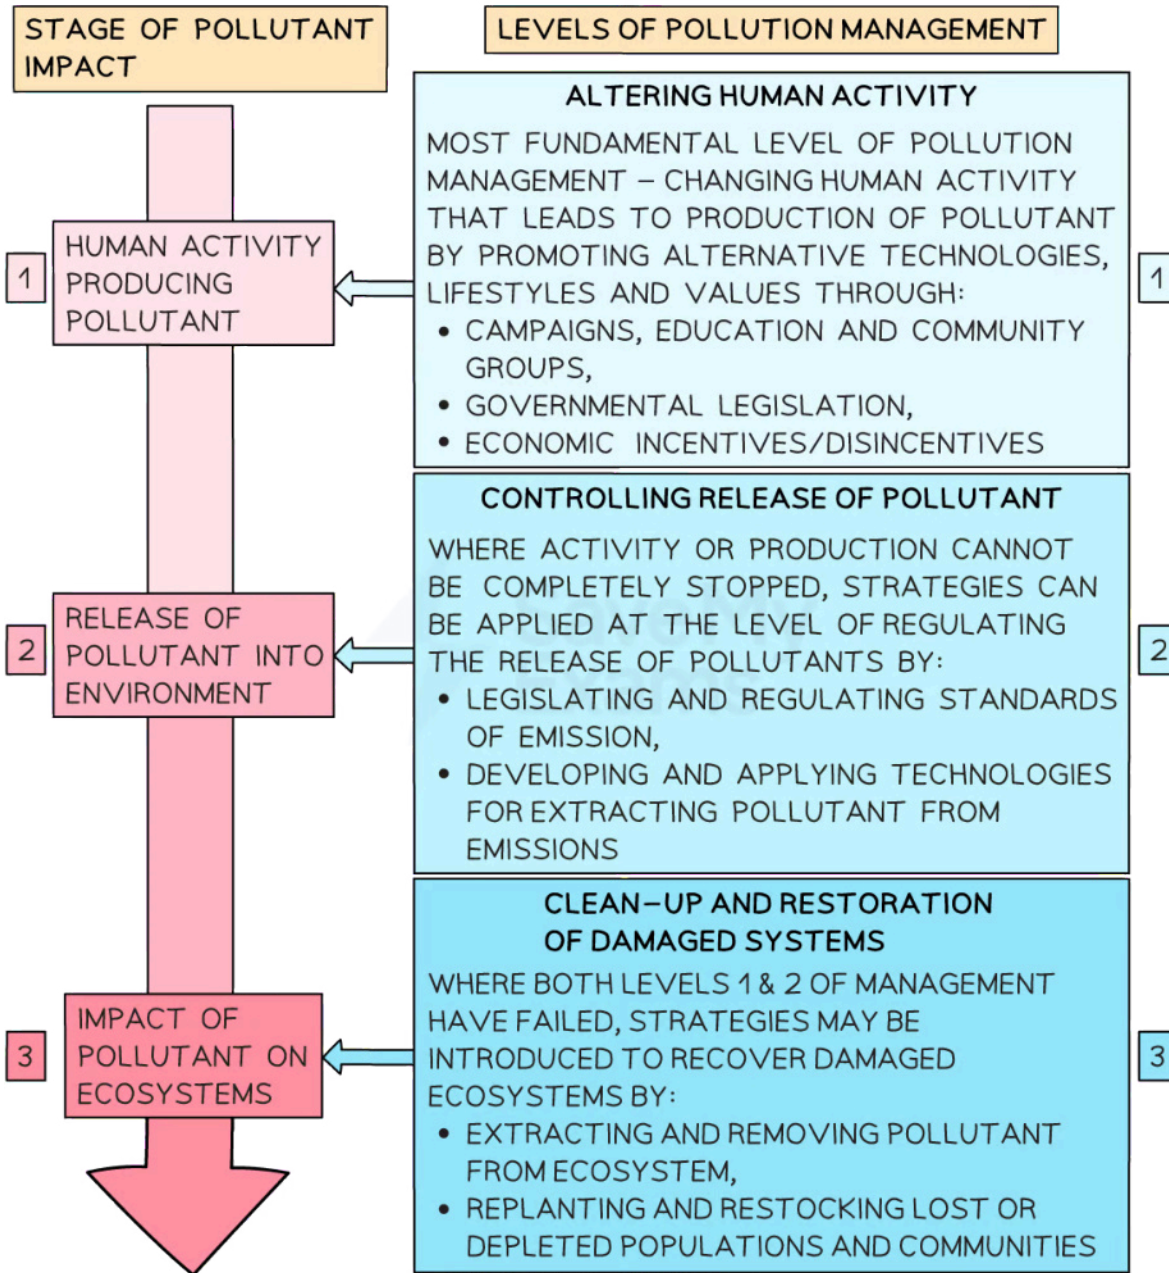 STAGE OF POLLUTANT
IMPACT
LEVELS OF POLLUTION MANAGEMENT
1
HUMAN ACTIVITY
PRODUCING
POLLUTANT
ALTERING HUMAN ACTIVITY
MOST FUNDAMENTAL LEVEL OF POLLUTION
MANAGEMENT – CHANGING HUMAN ACTIVITY
THAT LEADS TO PRODUCTION OF POLLUTANT
BY PROMOTING ALTERNATIVE TECHNOLOGIES,
LIFESTYLES AND VALUES THROUGH:
• CAMPAIGNS, EDUCATION AND COMMUNITY
GROUPS,
• GOVERNMENTAL LEGISLATION,
• ECONOMIC INCENTIVES/DISINCENTIVES
1
2
RELEASE OF
POLLUTANT INTO
ENVIRONMENT
CONTROLLING RELEASE OF POLLUTANT
WHERE ACTIVITY OR PRODUCTION CANNOT
BE COMPLETELY STOPPED, STRATEGIES CAN
BE APPLIED AT THE LEVEL OF REGULATING
THE RELEASE OF POLLUTANTS BY:
• LEGISLATING AND REGULATING STANDARDS
OF EMISSION,
• DEVELOPING AND APPLYING TECHNOLOGIES
FOR EXTRACTING POLLUTANT FROM
EMISSIONS
2
Save My
Exams
3
IMPACT OF
POLLUTANT ON
ECOSYSTEMS
CLEAN–UP AND RESTORATION
OF DAMAGED SYSTEMS
WHERE BOTH LEVELS 1 & 2 OF MANAGEMENT
HAVE FAILED, STRATEGIES MAY BE
INTRODUCED TO RECOVER DAMAGED
ECOSYSTEMS BY:
• EXTRACTING AND REMOVING POLLUTANT
FROM ECOSYSTEM,
• REPLANTING AND RESTOCKING LOST OR
DEPLETED POPULATIONS AND COMMUNITIES
3